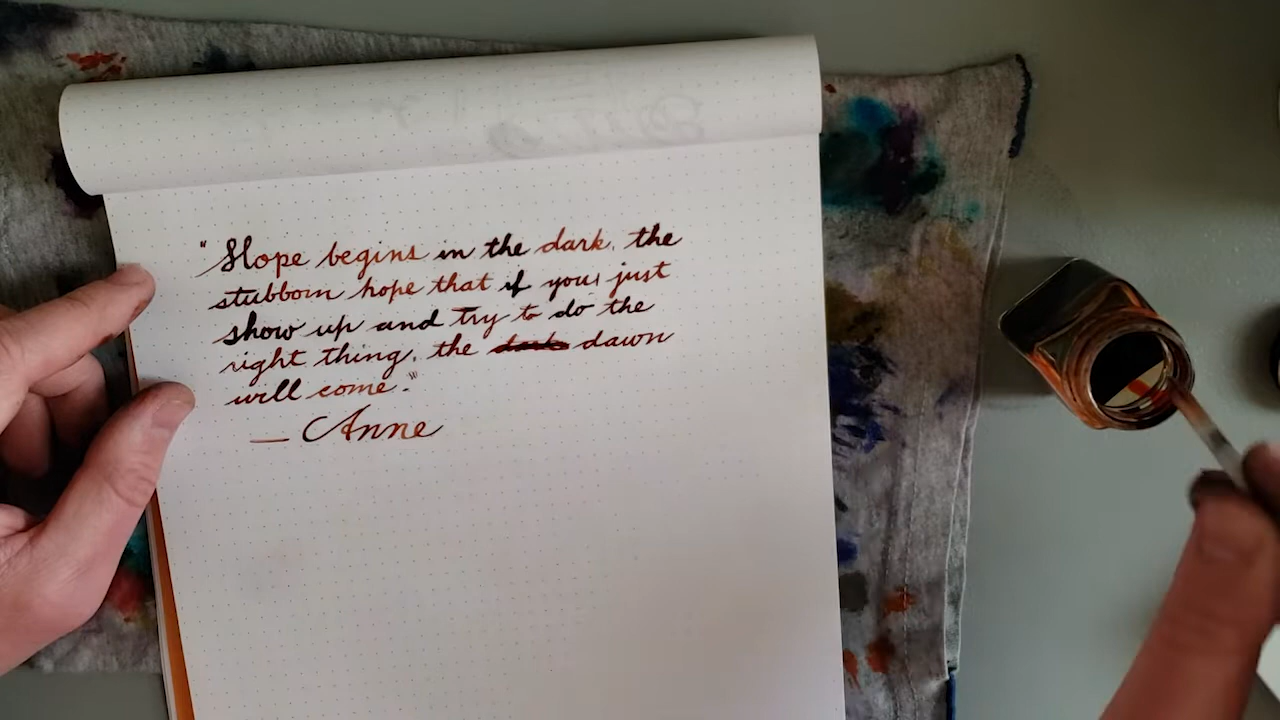 "Hope begins in the dark, the
stubborn hope that if you just
show up and try to do the
right thing, the dark dawn
will come."
— Anne